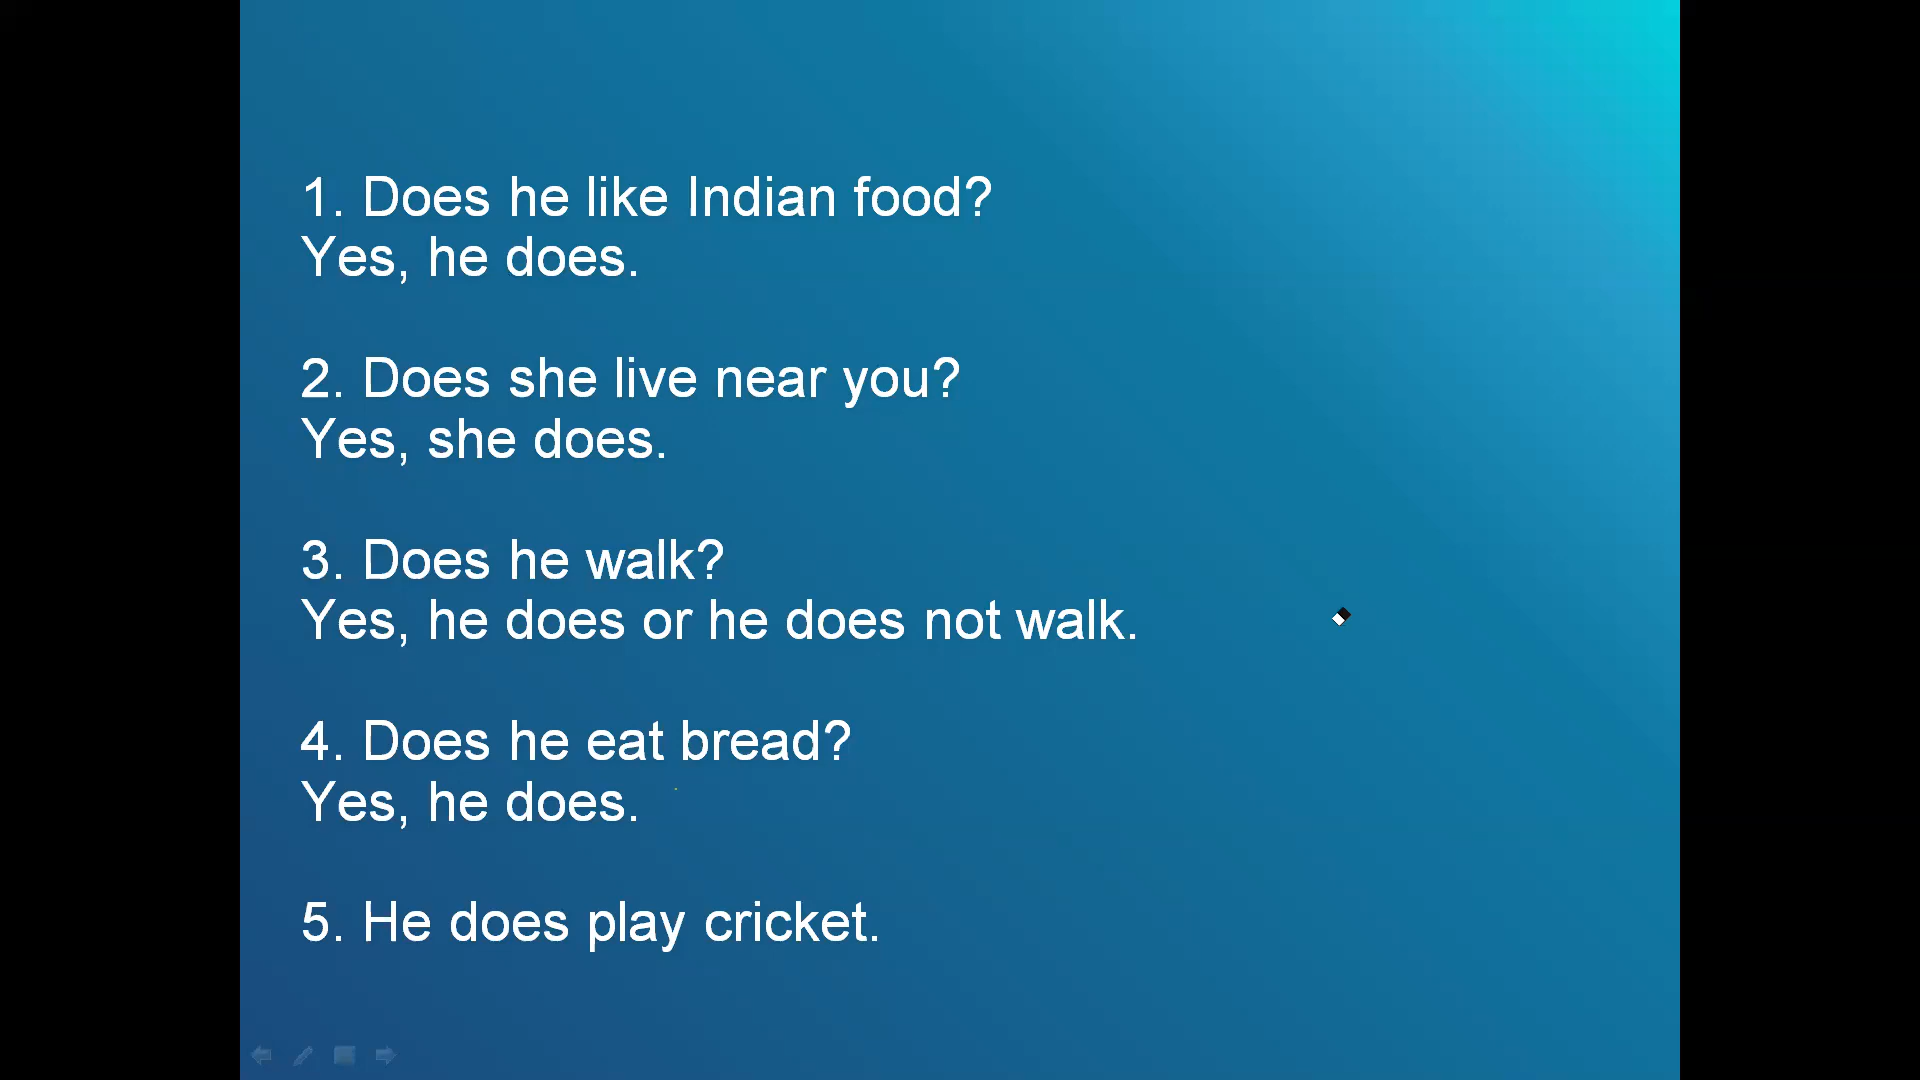 1. Does he like Indian food?
Yes, he does.
2. Does she live near you?
Yes, she does.
3. Does he walk?
Yes, he does or he does not walk.
4. Does he eat bread?
Yes, he does.
5. He does play cricket.